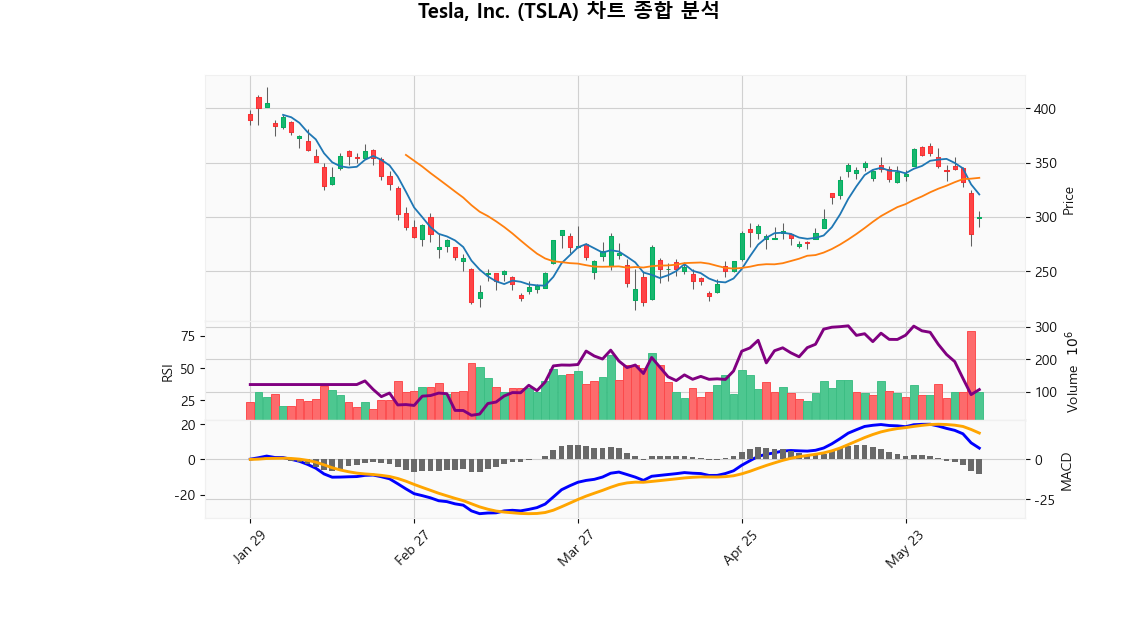 Tesla, Inc. (TSLA) 차트 종합 분석
400
350
300
250
Price
75
50
25
RSI
300
200
100
Volume 10⁶
20
0
-20
0
-25
MACD
Jan 29
Feb 27
Mar 27
Apr 25
May 23